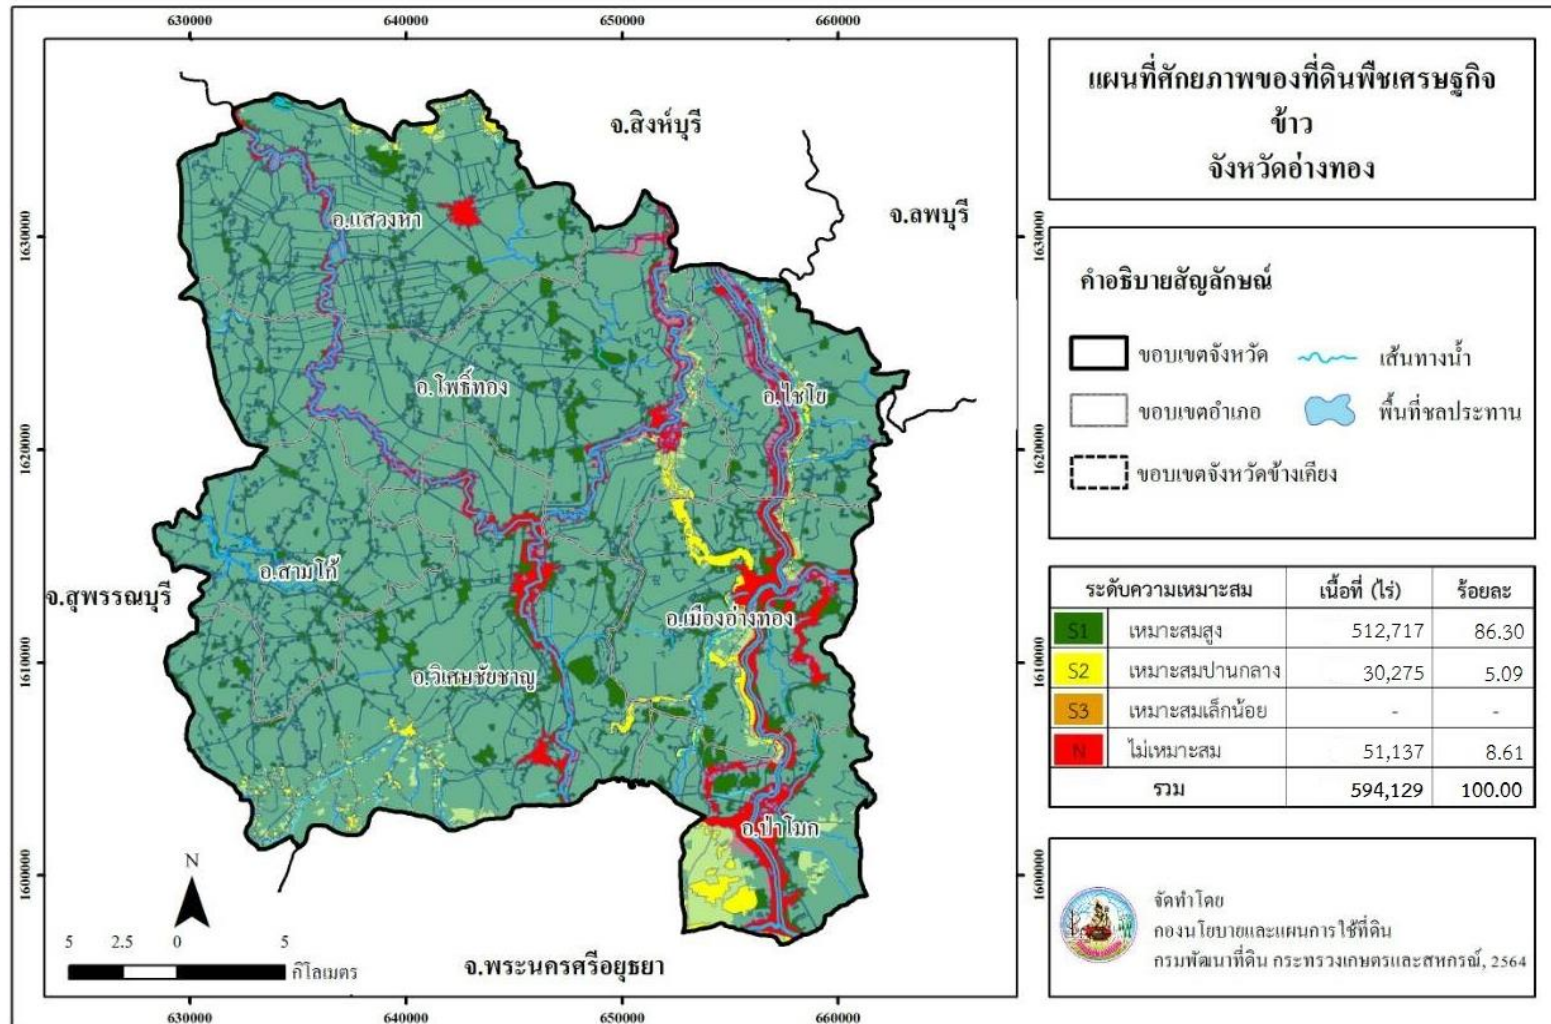 630000 640000 650000 660000
แผนที่ศักยภาพของที่ดินพืชเศรษฐกิจ
ข้าว
จังหวัดอ่างทอง
จ.สิงห์บุรี
จ.ลพบุรี
1630000 1630000
อ.แสวงหา
คำอธิบายสัญลักษณ์
ขอบเขตจังหวัด เส้นทางน้ำ
ขอบเขตอำเภอ พื้นที่ชลประทาน
ขอบเขตจังหวัดข้างเคียง
อ.โพธิ์ทอง
อ.ไชโย
1620000 1620000
อ.สามโก้
จ.สุพรรณบุรี
อ.เมืองอ่างทอง
อ.วิเศษชัยชาญ
1610000 1610000
ระดับความเหมาะสม เนื้อที่ (ไร่) ร้อยละ
S1 เหมาะสมสูง 512,717 86.30
S2 เหมาะสมปานกลาง 30,275 5.09
S3 เหมาะสมเล็กน้อย - -
N ไม่เหมาะสม 51,137 8.61
รวม 594,129 100.00
อ.ป่าโมก
1600000 1600000
N
5 2.5 0 5
กิโลเมตร
จ.พระนครศรีอยุธยา
จัดทำโดย
กองนโยบายและแผนการใช้ที่ดิน
กรมพัฒนาที่ดิน กระทรวงเกษตรและสหกรณ์, 2564
630000 640000 650000 660000